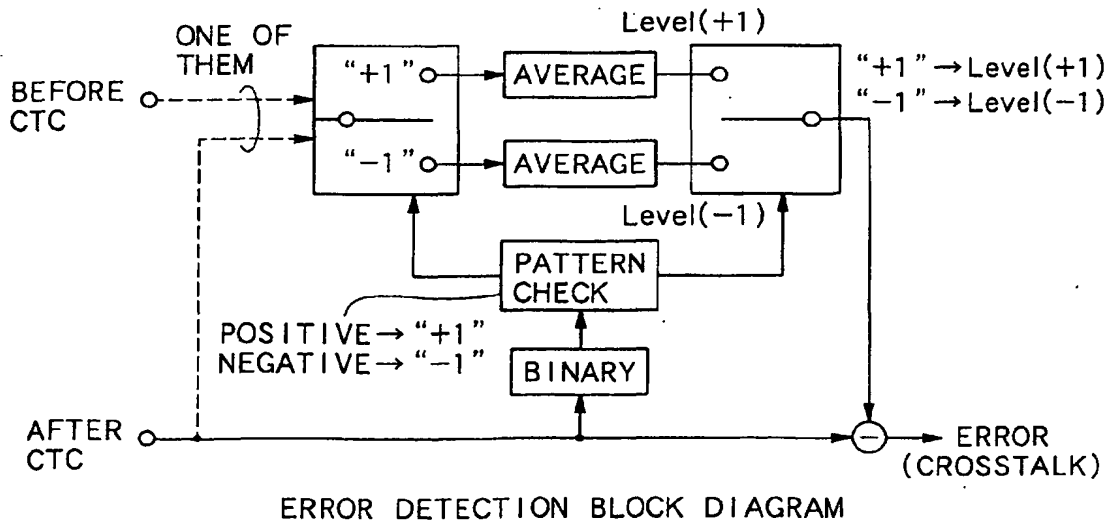 ONE OF
THEM
BEFORE
CTC
"+1"
AVERAGE
Level(+1)
"+1"→Level(+1)
"-1"→Level(-1)
"-1"
AVERAGE
Level(-1)
PATTERN
CHECK
POSITIVE→"+1"
NEGATIVE→"-1"
BINARY
AFTER
CTC
−
ERROR
(CROSSTALK)
ERROR DETECTION BLOCK DIAGRAM